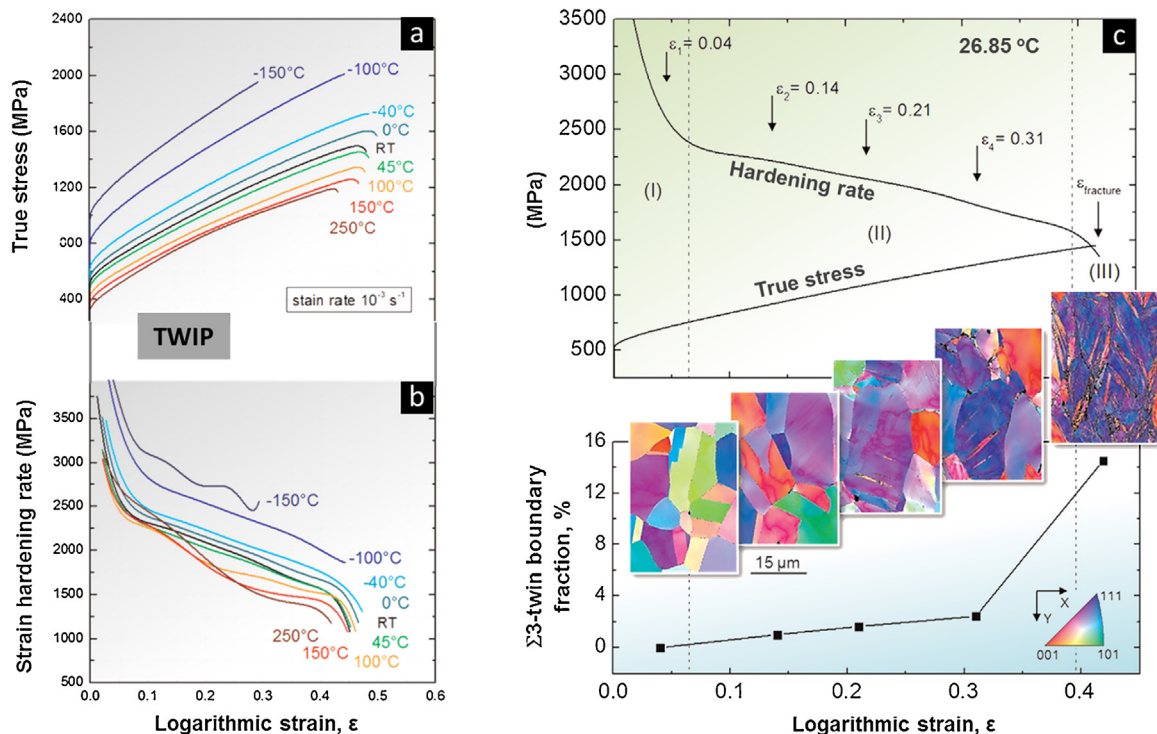 a
2400
2000
1600
1200
800
400
True stress (MPa)
-150°C
-100°C
-40°C
0°C
RT
45°C
100°C
150°C
250°C
stain rate 10⁻³ s⁻¹
TWIP
b
3500
3000
2500
2000
1500
1000
500
Strain hardening rate (MPa)
-150°C
-100°C
-40°C
0°C
RT
45°C
100°C
150°C
250°C
0.0 0.1 0.2 0.3 0.4 0.5 0.6
Logarithmic strain, ε
c
3500
3000
2500
2000
1500
1000
500
(MPa)
26.85 °C
ε₁= 0.04
ε₂= 0.14
ε₃= 0.21
ε₄= 0.31
εfracture
(I)
(II)
(III)
Hardening rate
True stress
16
12
8
4
0
Σ3-twin boundary
fraction, %
15 μm
X
Y
111
001
101
0.0 0.1 0.2 0.3 0.4
Logarithmic strain, ε